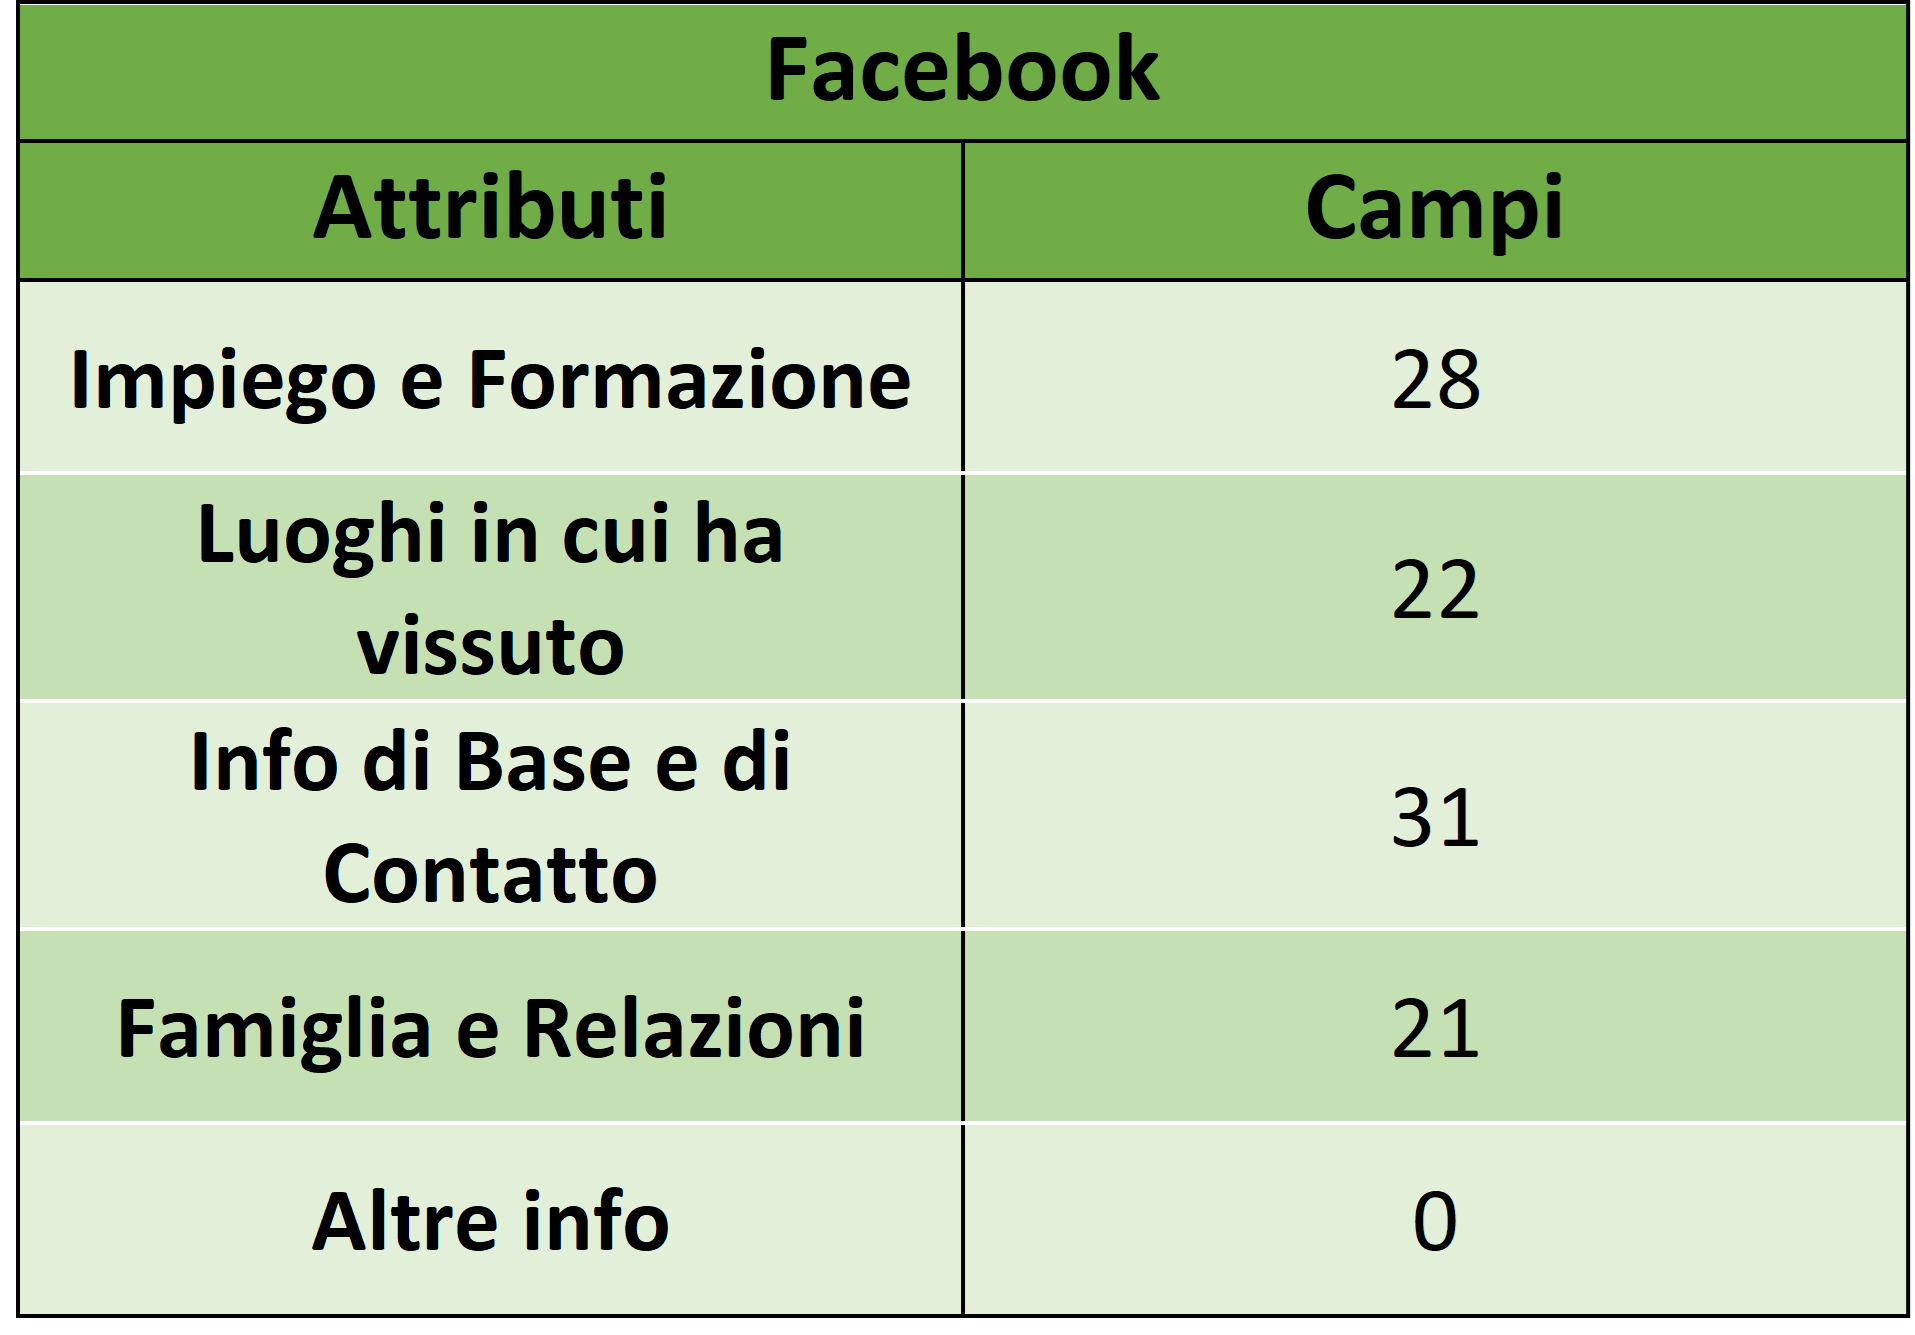 Facebook
Attributi Campi
Impiego e Formazione 28
Luoghi in cui ha
vissuto 22
Info di Base e di
Contatto 31
Famiglia e Relazioni 21
Altre info 0